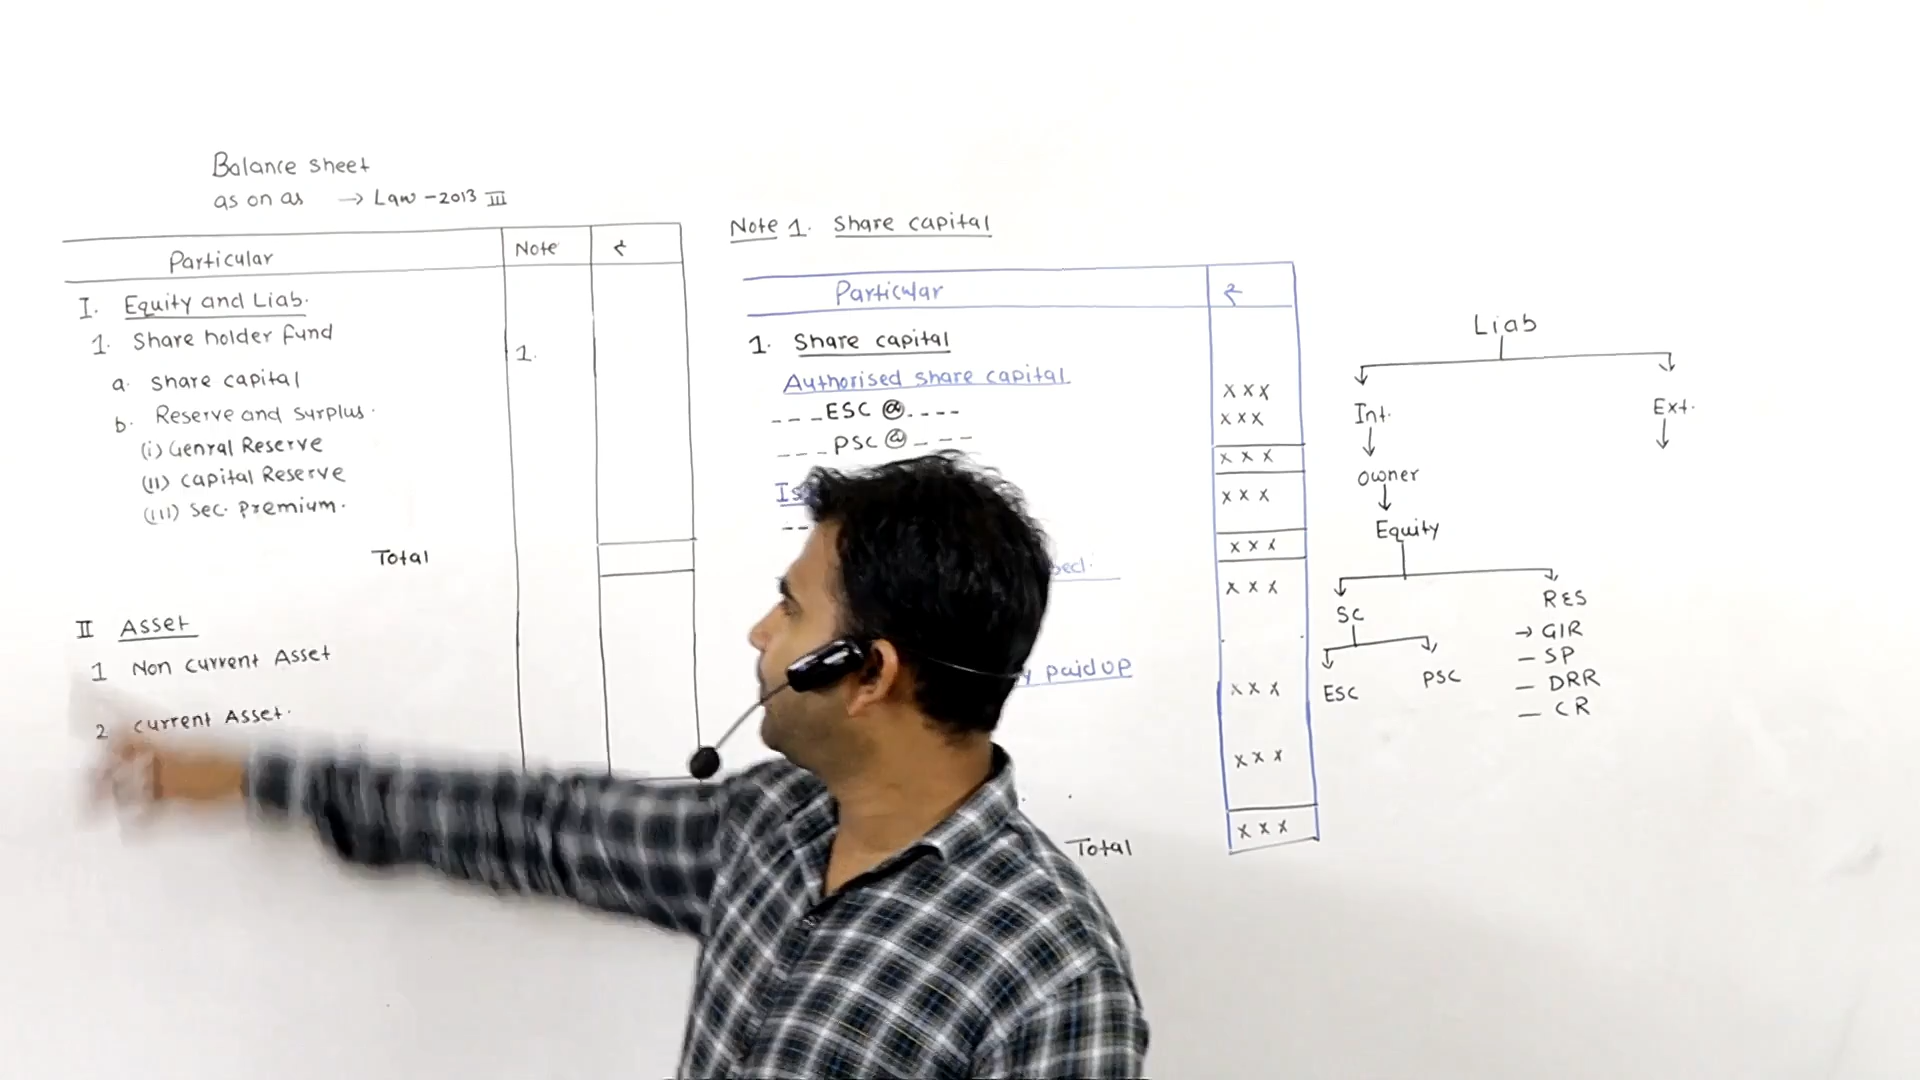 Balance sheet
as on as → Law - 2013 III
Particular Note ₹
I. Equity and Liab.
1. Share holder fund
1.
a. Share capital
b. Reserve and surplus.
(i) Genral Reserve
(ii) Capital Reserve
(iii) Sec. Premium.
Total
II Asset
1 Non current Asset
2 Current Asset.
Note 1. Share capital
Particular ₹
1. Share capital
Authorised share capital
---ESC @---- xxx
---PSC @--- xxx
xxx
xxx
xxx
xxx
paid up
xxx
xxx
Total xxx
Liab
Int. Ext.
Owner
Equity
SC RES
ESC PSC
→ GIR
- SP
- DRR
- CR